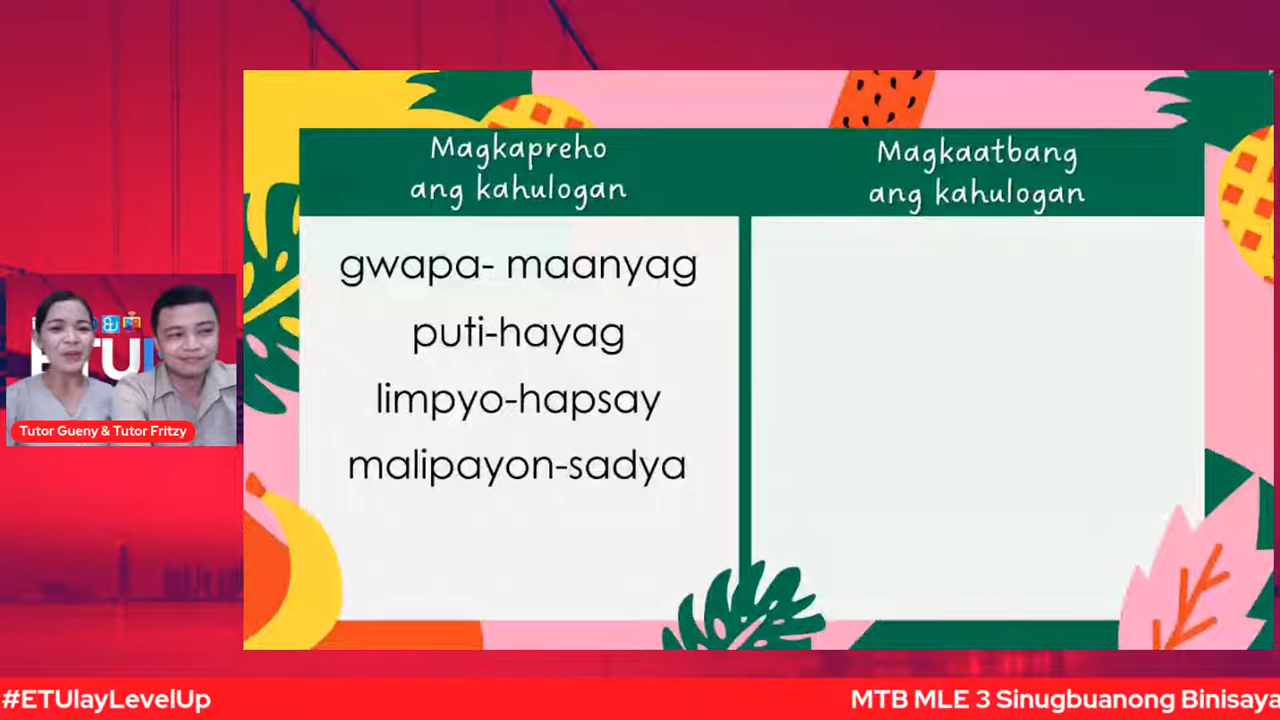 Magkapreho
ang kahulogan
Magkaatbang
ang kahulogan
gwapa- maanyag
puti-hayag
limpyo-hapsay
malipayon-sadya
Tutor Gueny & Tutor Fritzy
#ETUlayLevelUp
MTB MLE 3 Sinugbuanong Binisaya